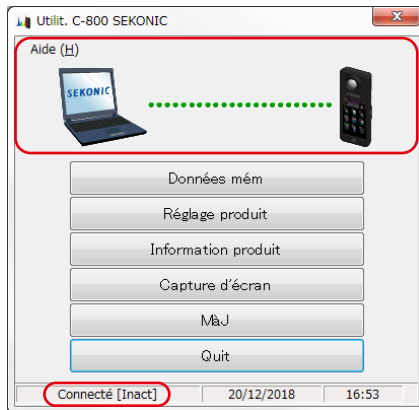 Utilit. C-800 SEKONIC
Aide (H)
SEKONIC
Données mém
Réglage produit
Information produit
Capture d'écran
MàJ
Quit
Connecté [Inact] 20/12/2018 16:53